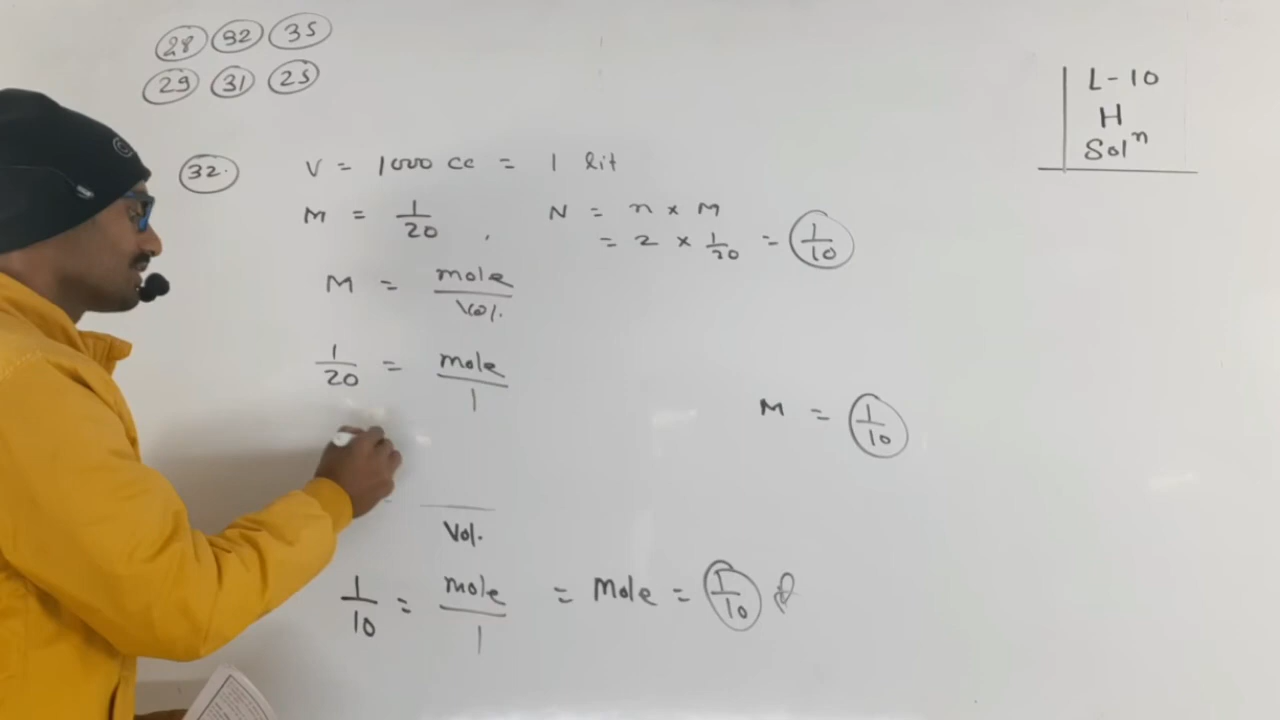 28 32 35
29 31 25
L-10
H
Solⁿ
32. V = 1000 cc = 1 lit
M = 1/20, N = n × M
= 2 × 1/20 = 1/10
M = mole/Vol.
1/20 = mole/1
M = 1/10
Vol.
1/10 = mole/1 = Mole = 1/10